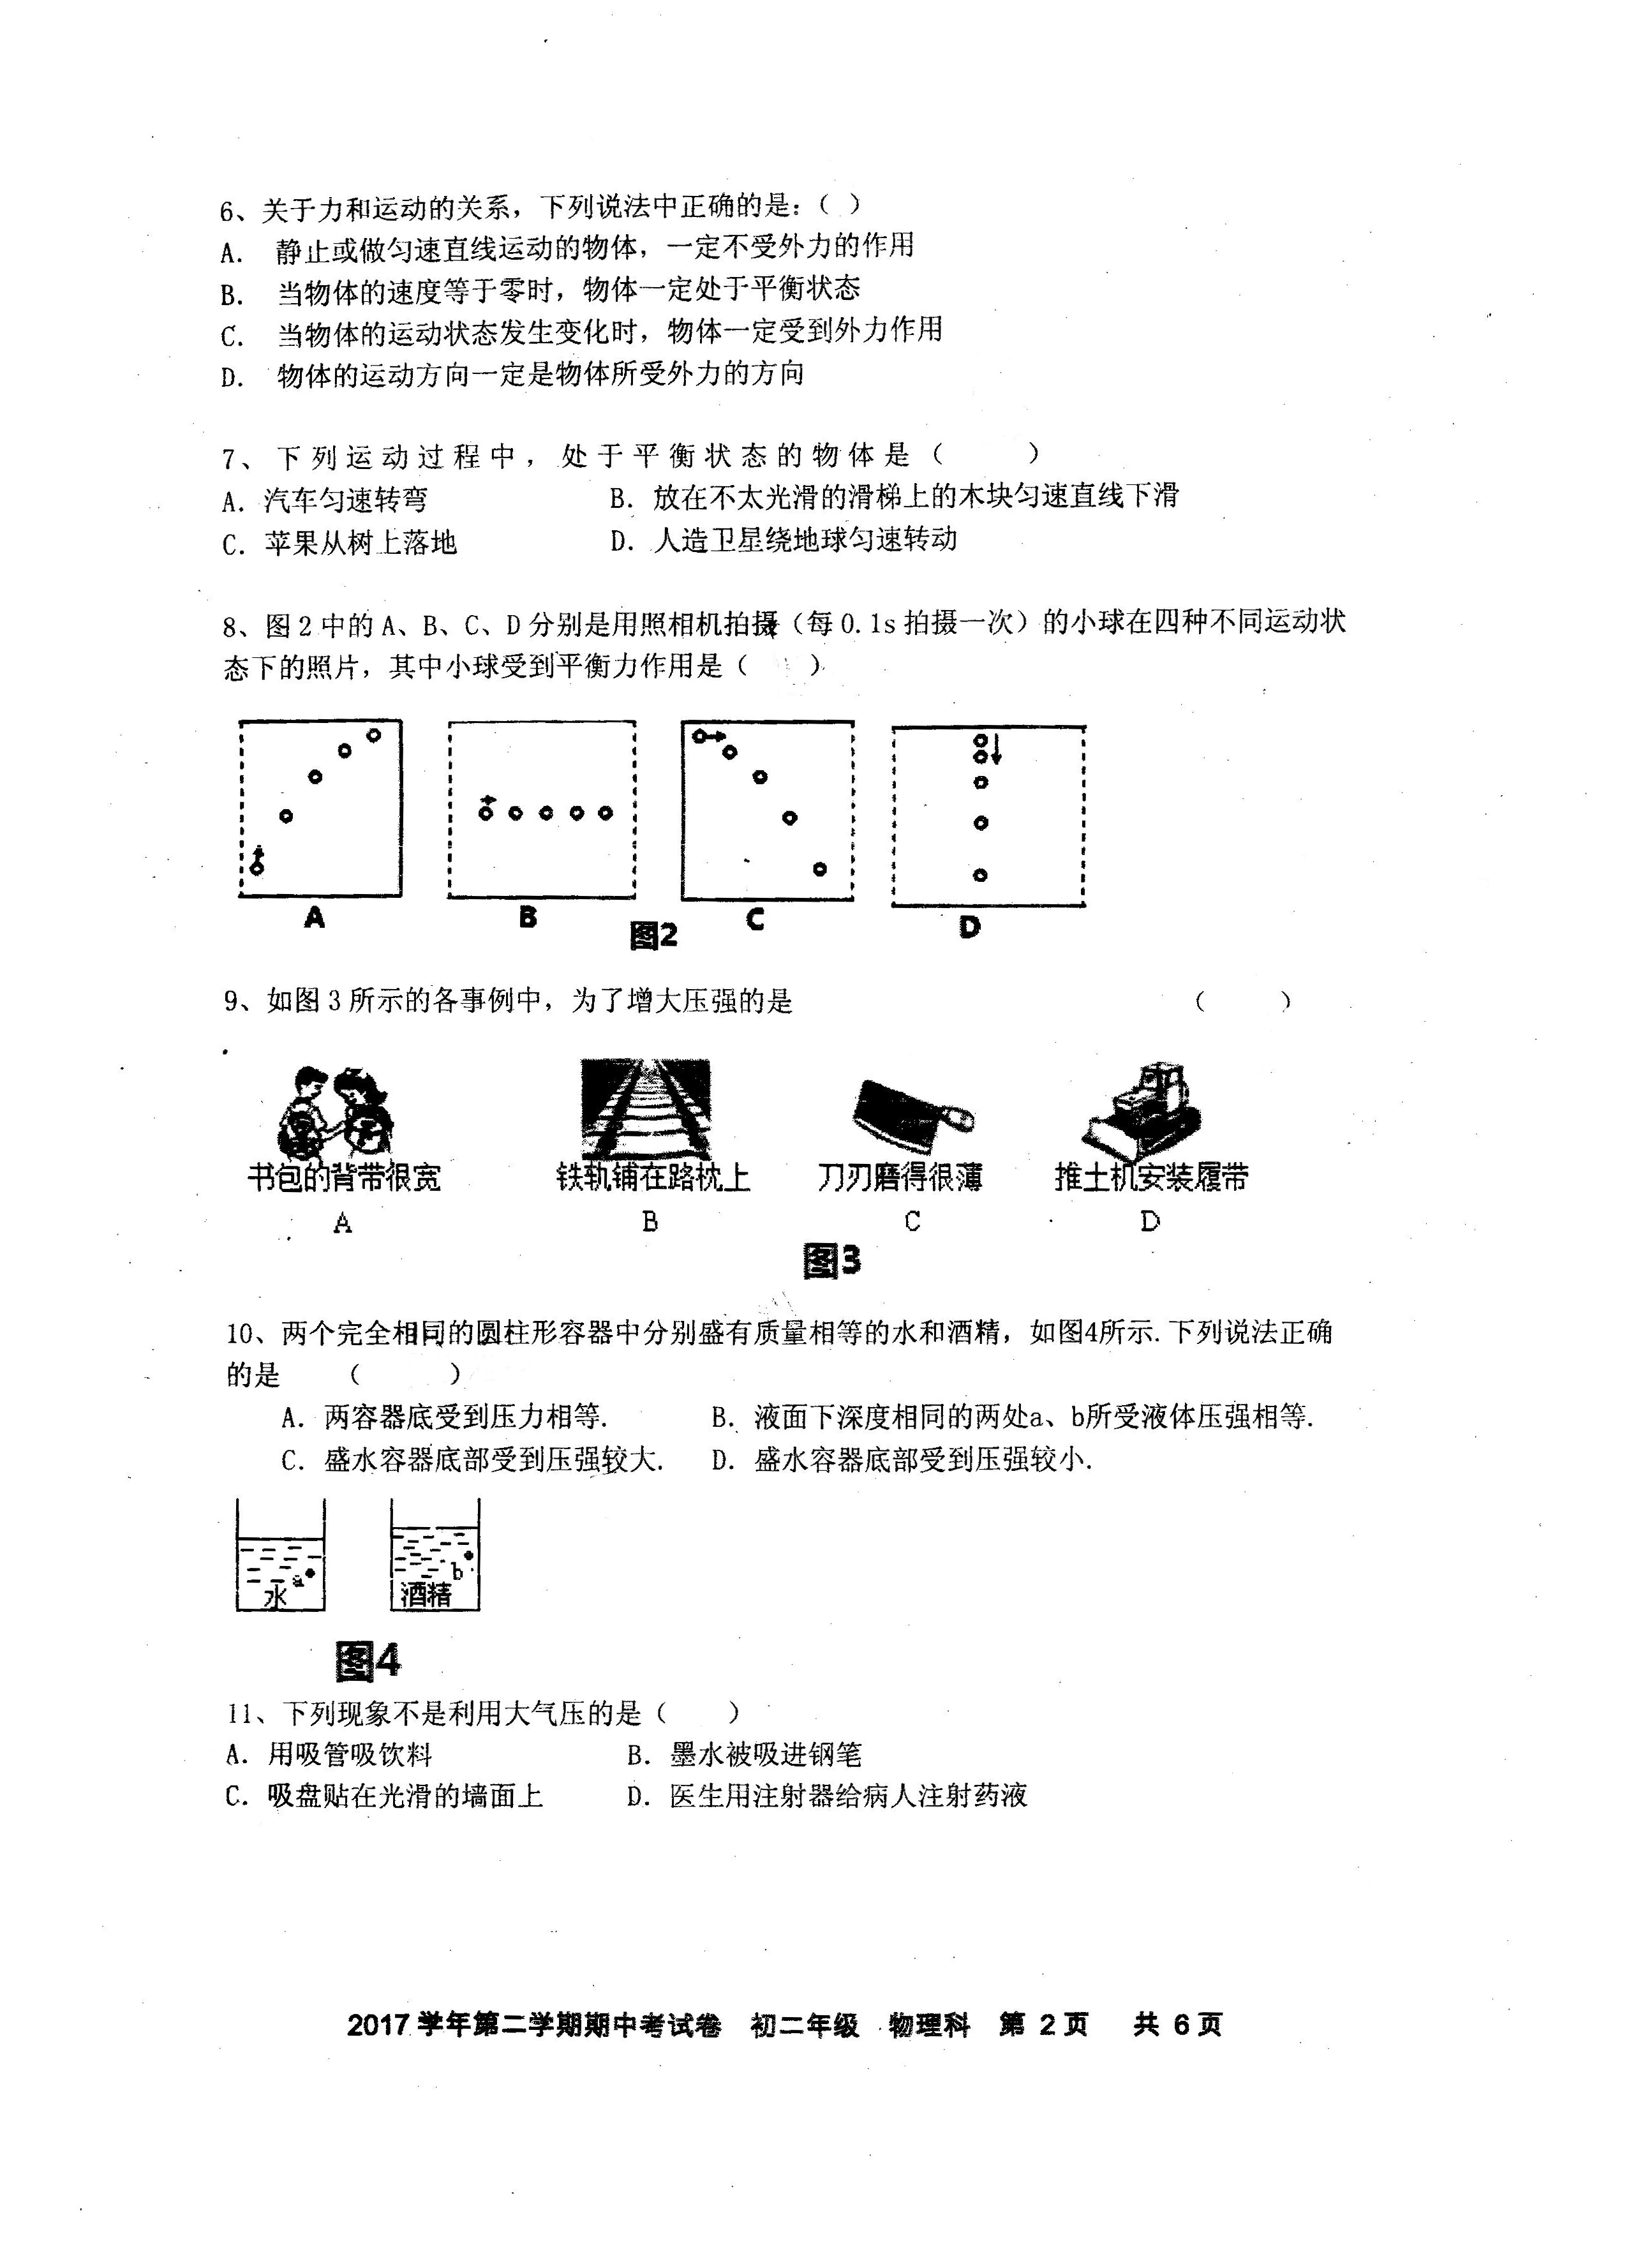 6、关于力和运动的关系，下列说法中正确的是：（ ）
A. 静止或做匀速直线运动的物体，一定不受外力的作用
B. 当物体的速度等于零时，物体一定处于平衡状态
C. 当物体的运动状态发生变化时，物体一定受到外力作用
D. 物体的运动方向一定是物体所受外力的方向
7、下列运动过程中，处于平衡状态的物体是（ ）
A. 汽车匀速转弯 B. 放在不太光滑的滑梯上的木块匀速直线下滑
C. 苹果从树上落地 D. 人造卫星绕地球匀速转动
8、图2中的A、B、C、D分别是用照相机拍摄（每0.1s拍摄一次）的小球在四种不同运动状
态下的照片，其中小球受到平衡力作用是（ ）
A B C D
图2
9、如图3所示的各事例中，为了增大压强的是 （ ）
书包的背带很宽 铁轨铺在路枕上 刀刃磨得很薄 推土机安装履带
A B C D
图3
10、两个完全相同的圆柱形容器中分别盛有质量相等的水和酒精，如图4所示.下列说法正确
的是 （ ）
A. 两容器底受到压力相等. B. 液面下深度相同的两处a、b所受液体压强相等.
C. 盛水容器底部受到压强较大. D. 盛水容器底部受到压强较小.
a b
水 酒精
图4
11、下列现象不是利用大气压的是（ ）
A. 用吸管吸饮料 B. 墨水被吸进钢笔
C. 吸盘贴在光滑的墙面上 D. 医生用注射器给病人注射药液
2017学年第二学期期中考试卷 初二年级 物理科 第 2 页 共 6 页